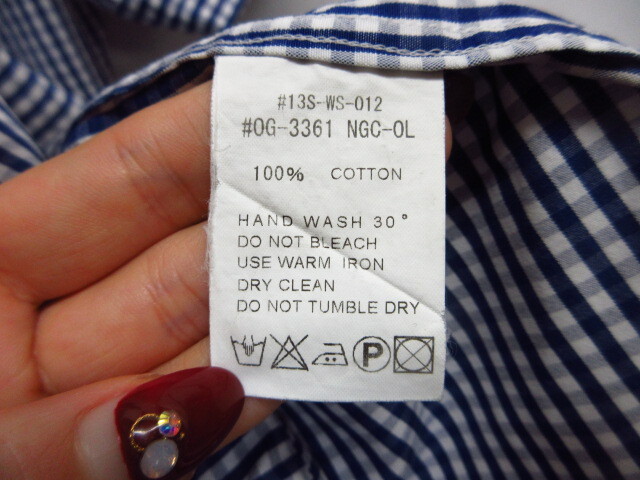 #13S-WS-012
#OG-3361 NGC-OL
100% COTTON
HAND WASH 30°
DO NOT BLEACH
USE WARM IRON
DRY CLEAN
DO NOT TUMBLE DRY
P